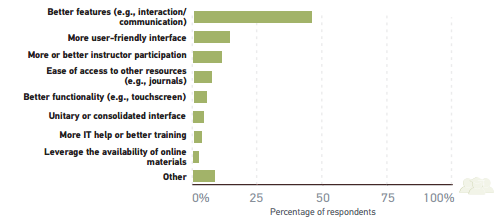 Better features (e.g., interaction/
communication)
More user-friendly interface
More or better instructor participation
Ease of access to other resources
(e.g., journals)
Better functionality (e.g., touchscreen)
Unitary or consolidated interface
More IT help or better training
Leverage the availability of online
materials
Other
0% 25 50 75 100%
Percentage of respondents